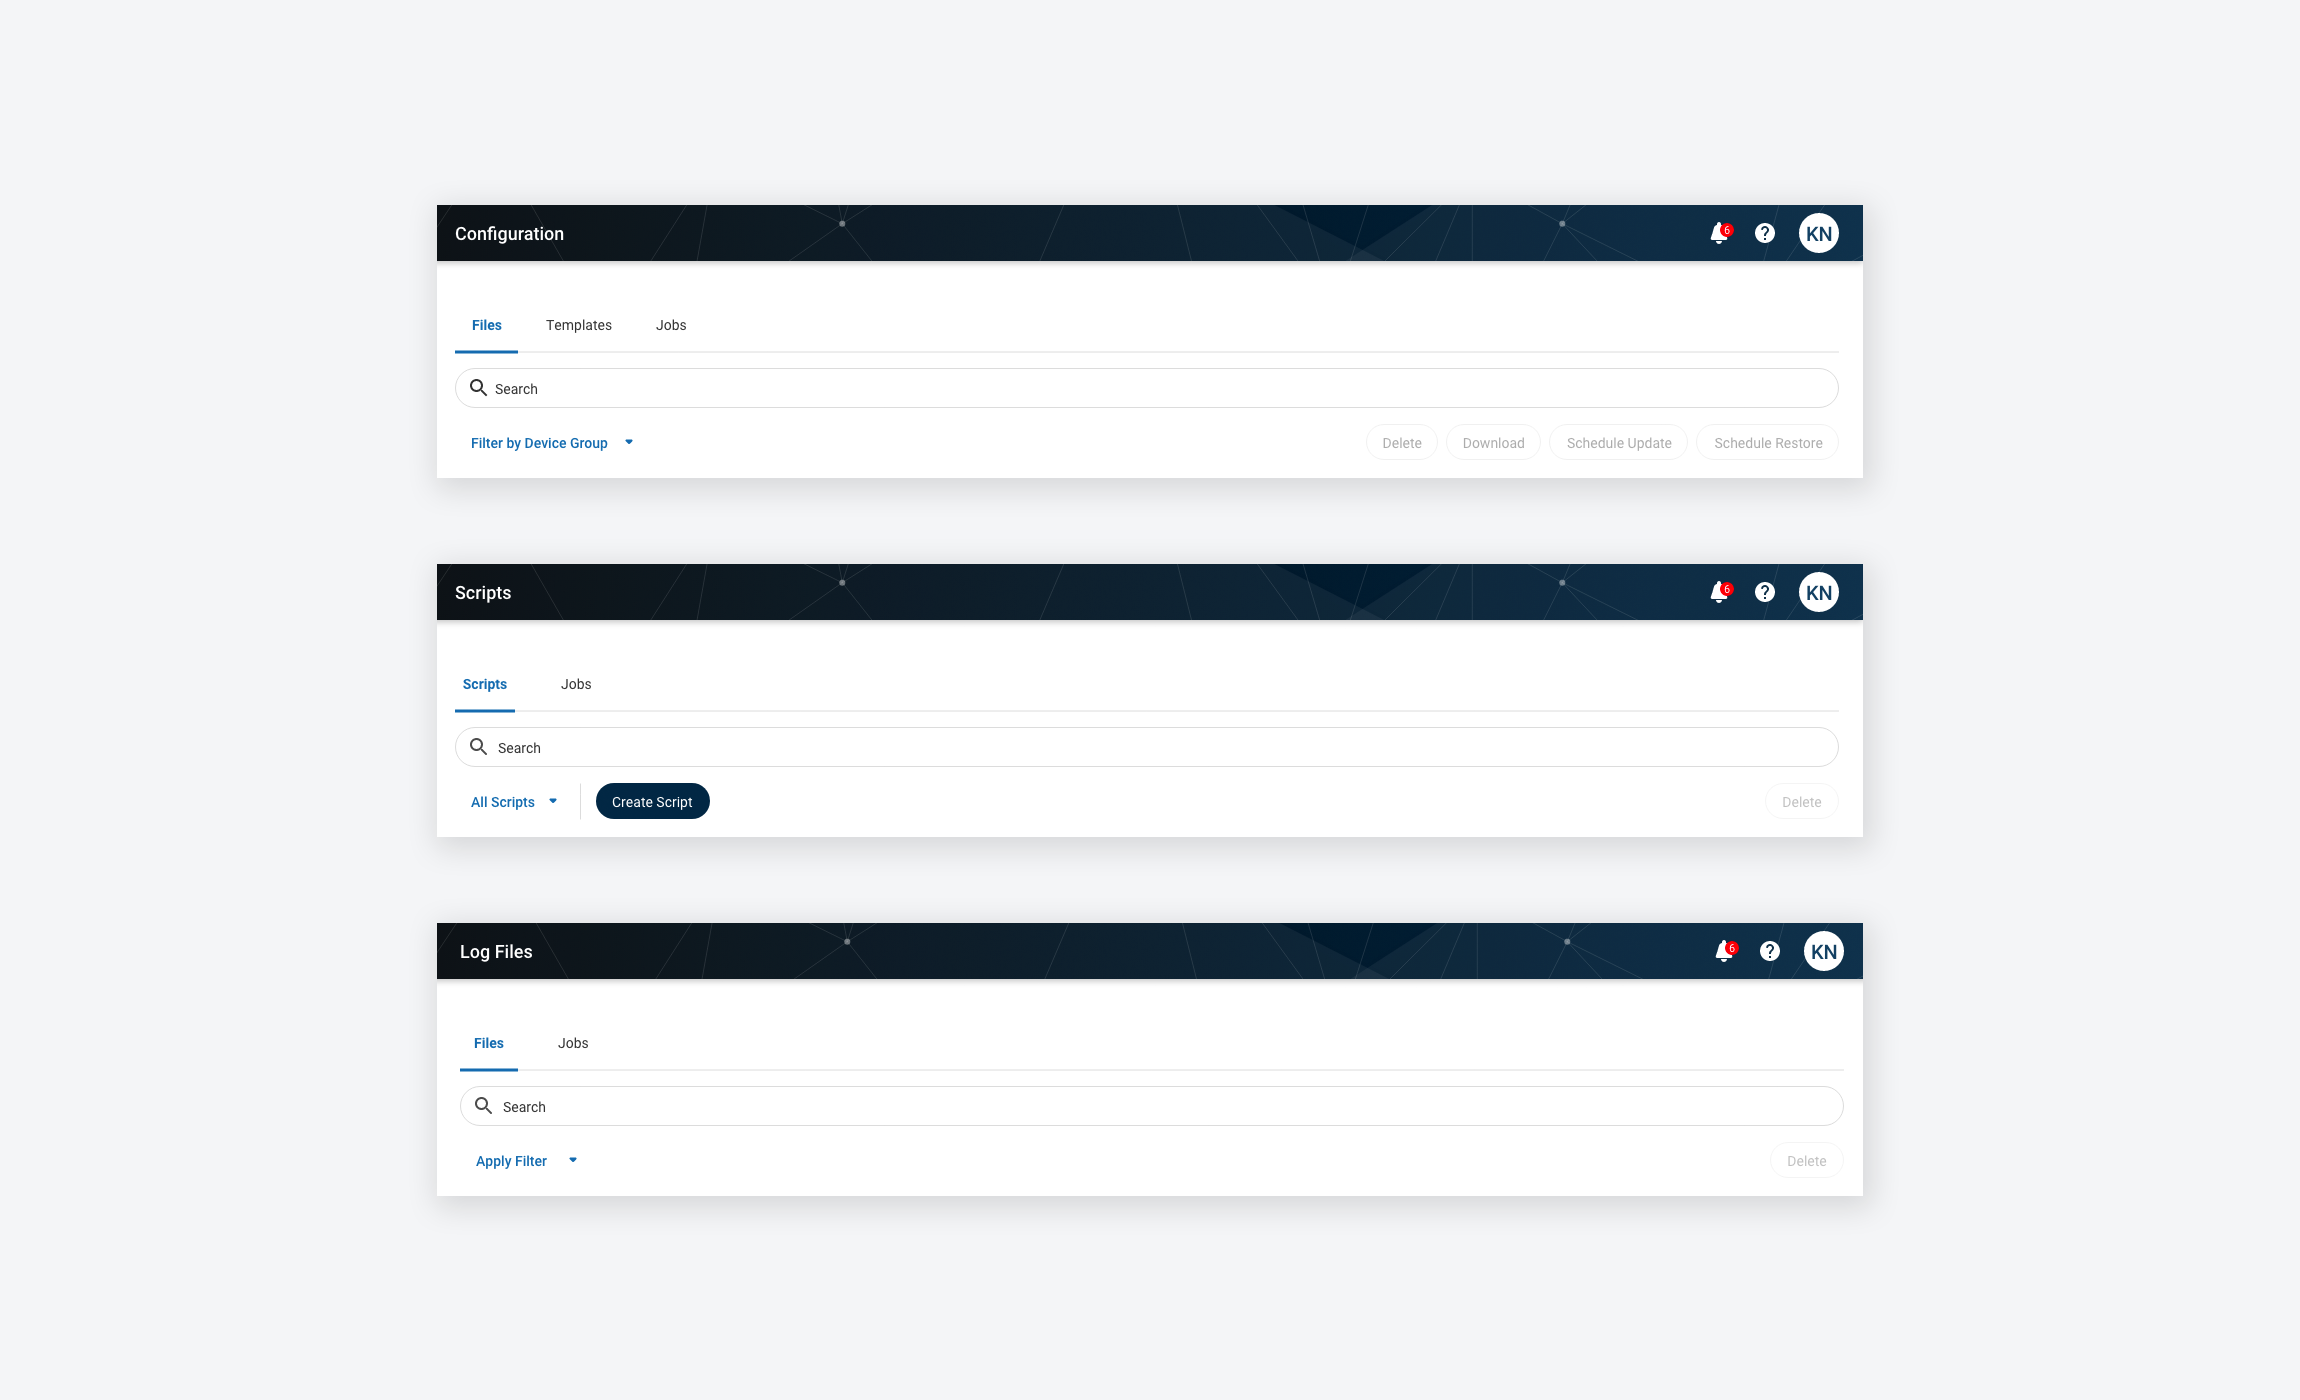 Configuration 6 ? KN
Files Templates Jobs
Search
Filter by Device Group Delete Download Schedule Update Schedule Restore
Scripts 6 ? KN
Scripts Jobs
Search
All Scripts Create Script Delete
Log Files 6 ? KN
Files Jobs
Search
Apply Filter Delete